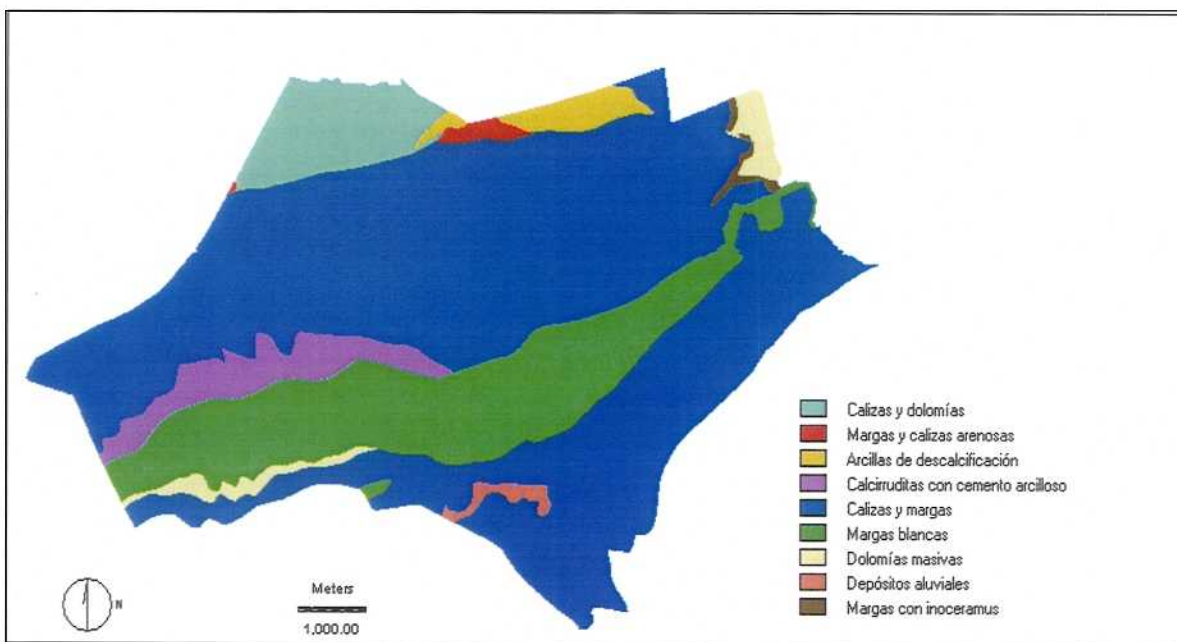 Calizas y dolomías
Margas y calizas arenosas
Arcillas de descalcificación
Calcirruditas con cemento arcilloso
Calizas y margas
Margas blancas
Dolomías masivas
Depósitos aluviales
Margas con inoceramus
N
Meters
1,000.00